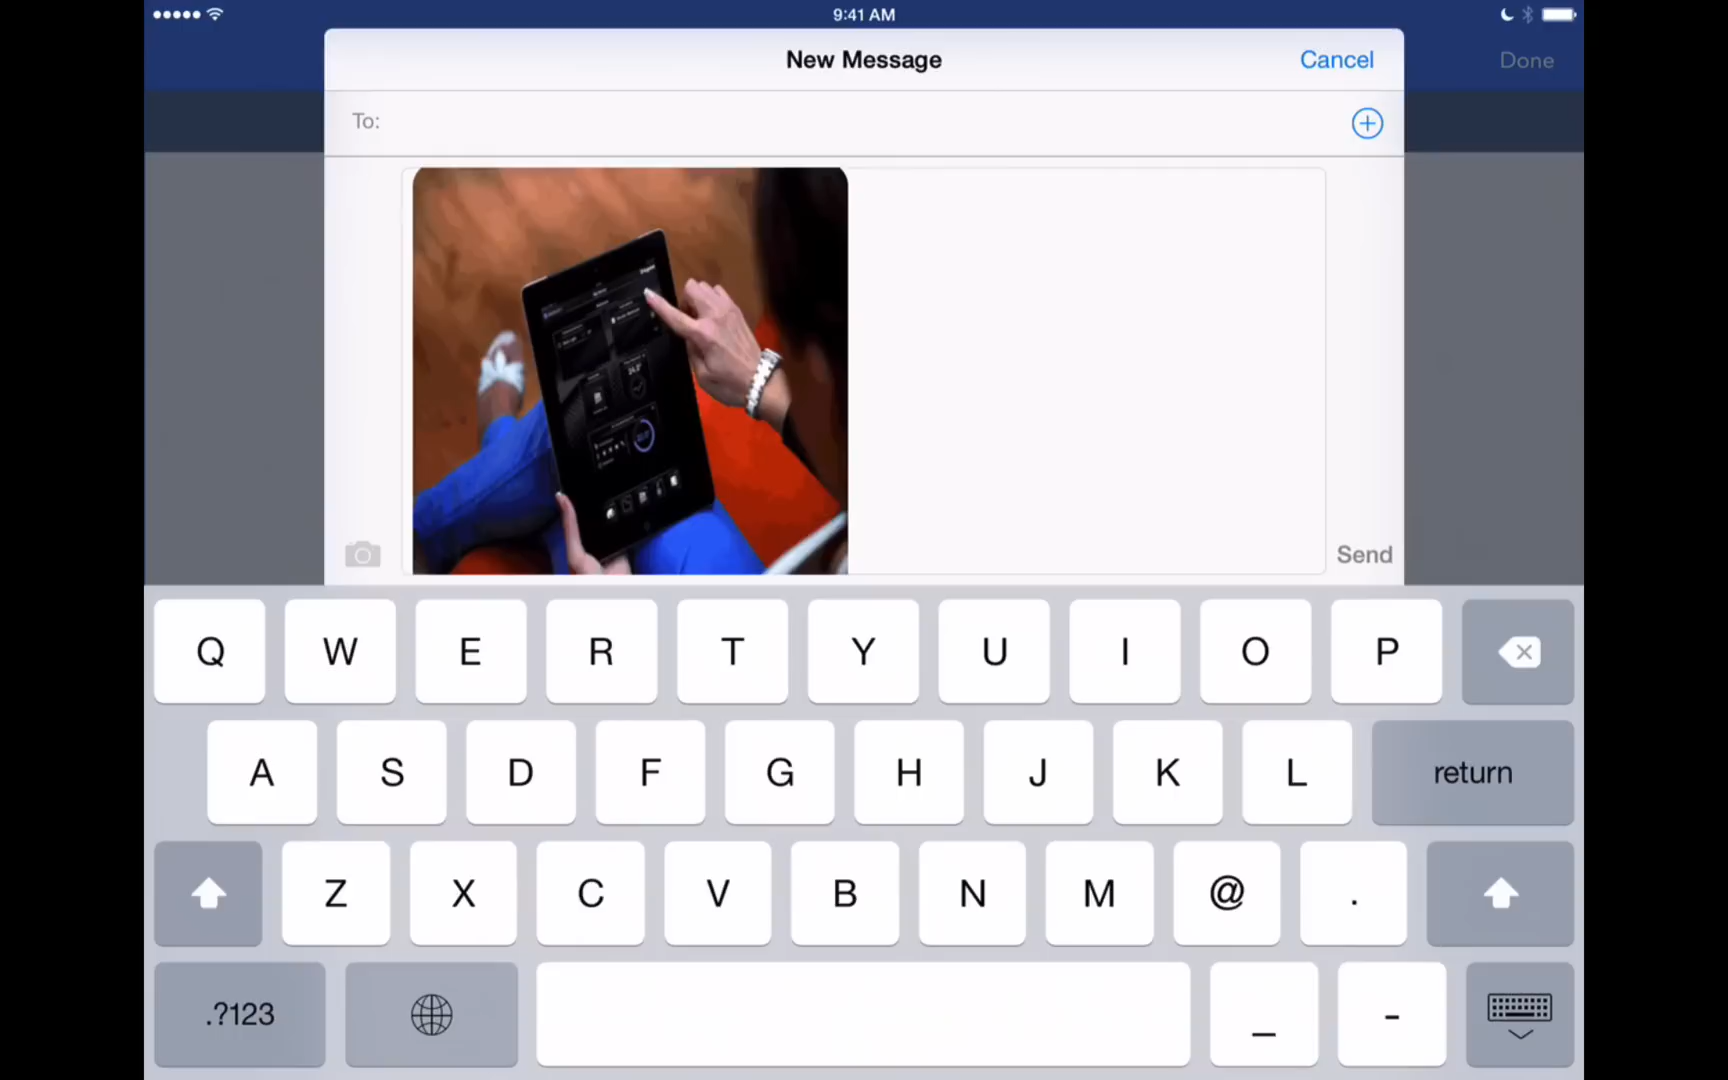 9:41 AM
New Message
Cancel
Done
To:
Send
Q W E R T Y U I O P
A S D F G H J K L return
Z X C V B N M @ .
.?123 _ -